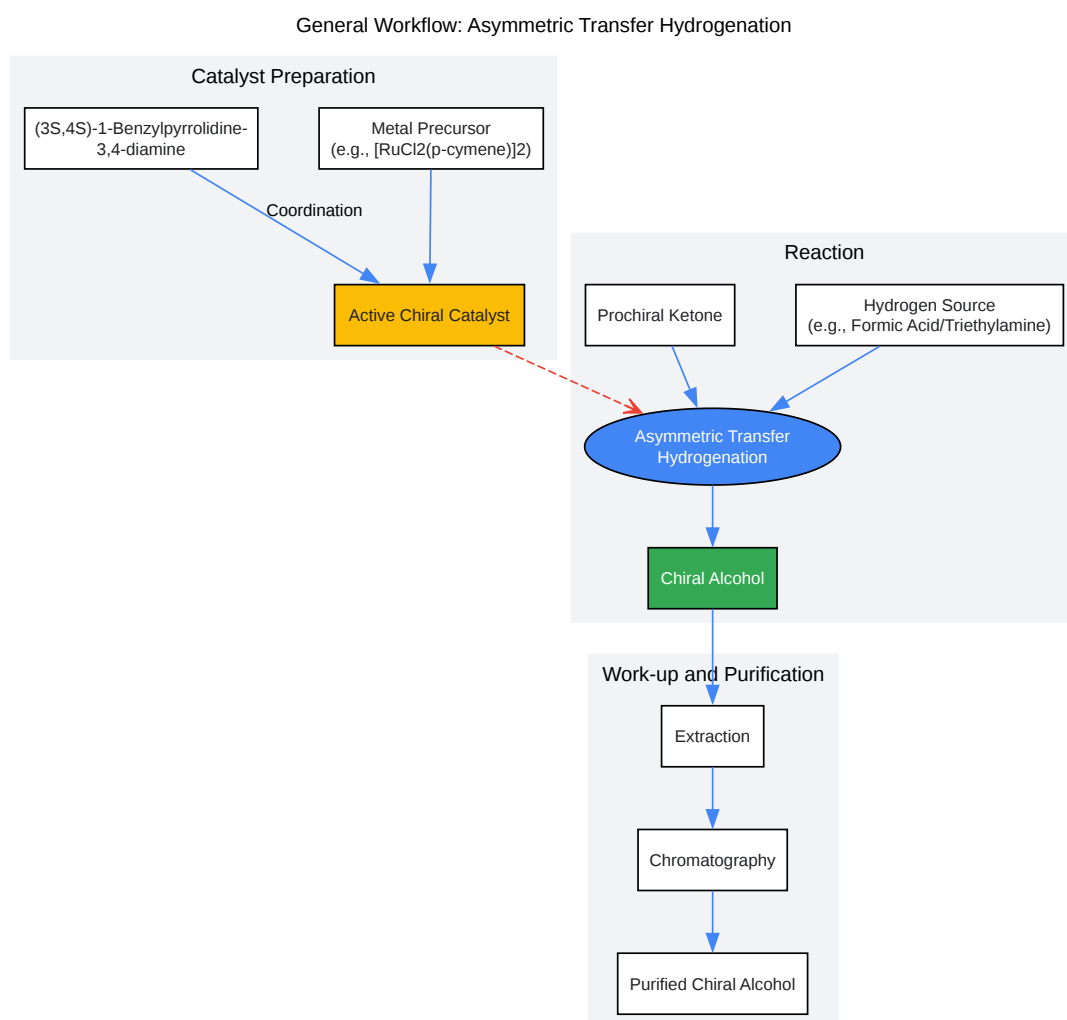 General Workflow: Asymmetric Transfer Hydrogenation
Catalyst Preparation
(3S,4S)-1-Benzylpyrrolidine-
3,4-diamine
Metal Precursor
(e.g., [RuCl2(p-cymene)]2)
Coordination
Active Chiral Catalyst
Reaction
Prochiral Ketone
Hydrogen Source
(e.g., Formic Acid/Triethylamine)
Asymmetric Transfer
Hydrogenation
Chiral Alcohol
Work-up and Purification
Extraction
Chromatography
Purified Chiral Alcohol